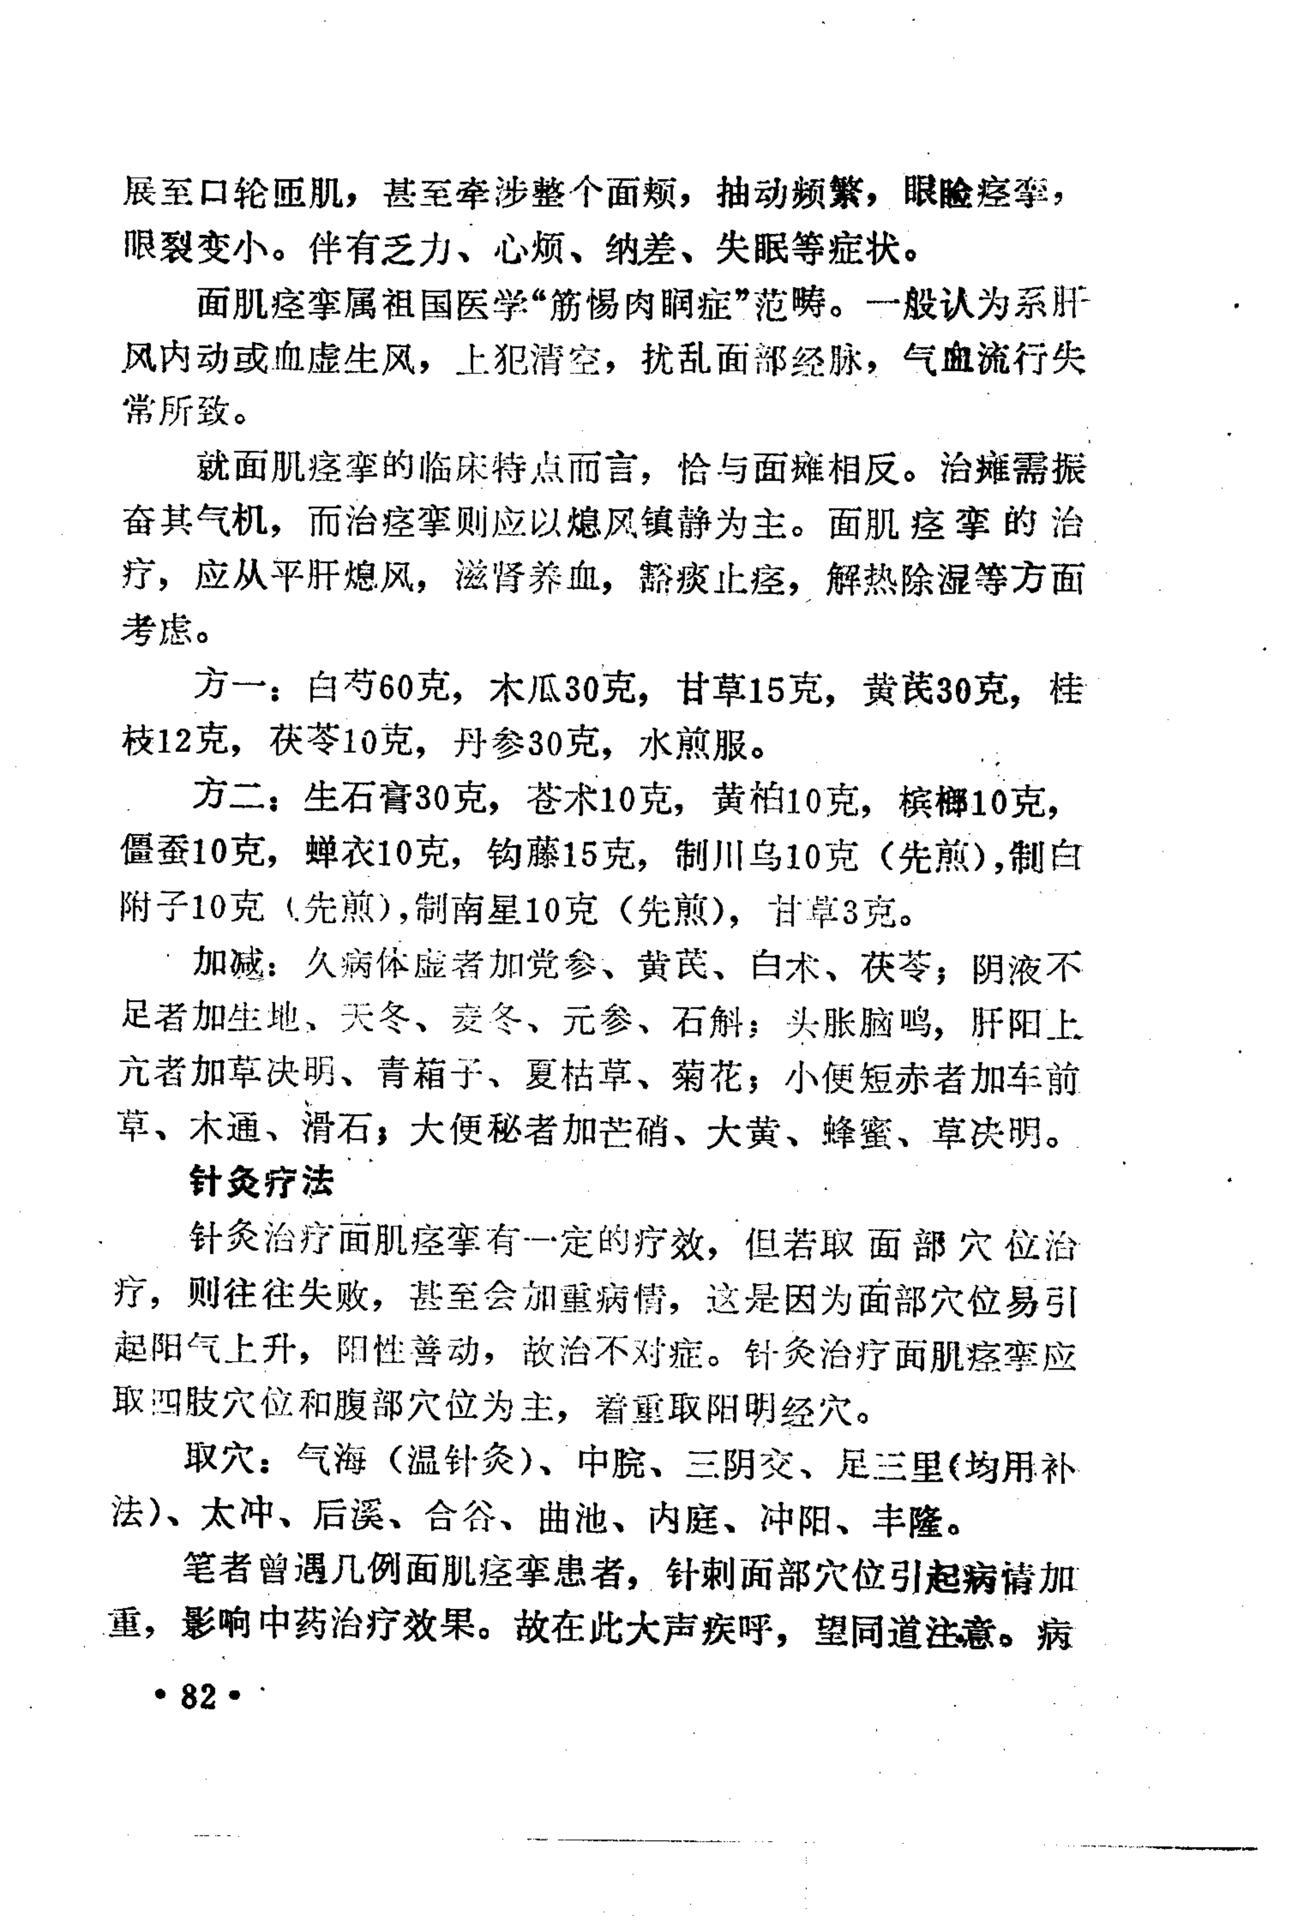 展至口轮匝肌，甚至牵涉整个面颊，抽动频繁，眼睑痉挛，
眼裂变小。伴有乏力、心烦、纳差、失眠等症状。
面肌痉挛属祖国医学“筋惕肉瞤症”范畴。一般认为系肝
风内动或血虚生风，上犯清空，扰乱面部经脉，气血流行失
常所致。
就面肌痉挛的临床特点而言，恰与面瘫相反。治瘫需振
奋其气机，而治痉挛则应以熄风镇静为主。面肌痉挛的治
疗，应从平肝熄风，滋肾养血，豁痰止痉，解热除湿等方面
考虑。
方一：白芍60克，木瓜30克，甘草15克，黄芪30克，桂
枝12克，茯苓10克，丹参30克，水煎服。
方二：生石膏30克，苍术10克，黄柏10克，槟榔10克，
僵蚕10克，蝉衣10克，钩藤15克，制川乌10克（先煎），制白
附子10克（先煎），制南星10克（先煎），甘草3克。
加减：久病体虚者加党参、黄芪、白术、茯苓；阴液不
足者加生地、天冬、麦冬、元参、石斛；头胀脑鸣，肝阳上
亢者加草决明、青箱子、夏枯草、菊花；小便短赤者加车前
草、木通、滑石；大便秘者加芒硝、大黄、蜂蜜、草决明。
针灸疗法
针灸治疗面肌痉挛有一定的疗效，但若取面部穴位治
疗，则往往失败，甚至会加重病情，这是因为面部穴位易引
起阳气上升，阳性善动，故治不对症。针灸治疗面肌痉挛应
取四肢穴位和腹部穴位为主，着重取阳明经穴。
取穴：气海（温针灸）、中脘、三阴交、足三里（均用补
法）、太冲、后溪、合谷、曲池、内庭、冲阳、丰隆。
笔者曾遇几例面肌痉挛患者，针刺面部穴位引起病情加
重，影响中药治疗效果。故在此大声疾呼，望同道注意。病
·82·